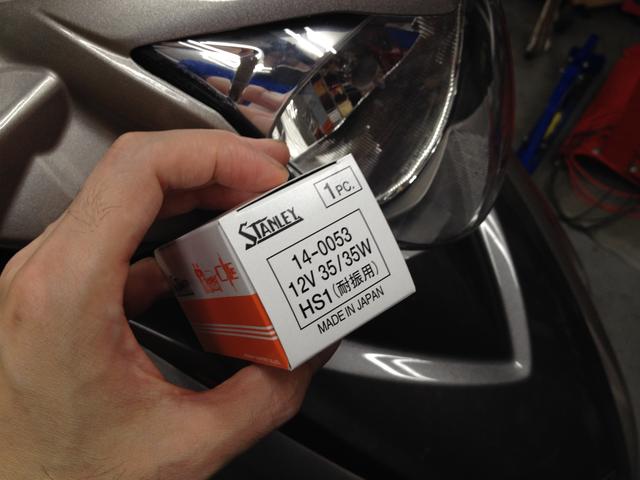 1PC.
STANLEY
14-0053
12V 35/35W
HS1(耐振用)
MADE IN JAPAN